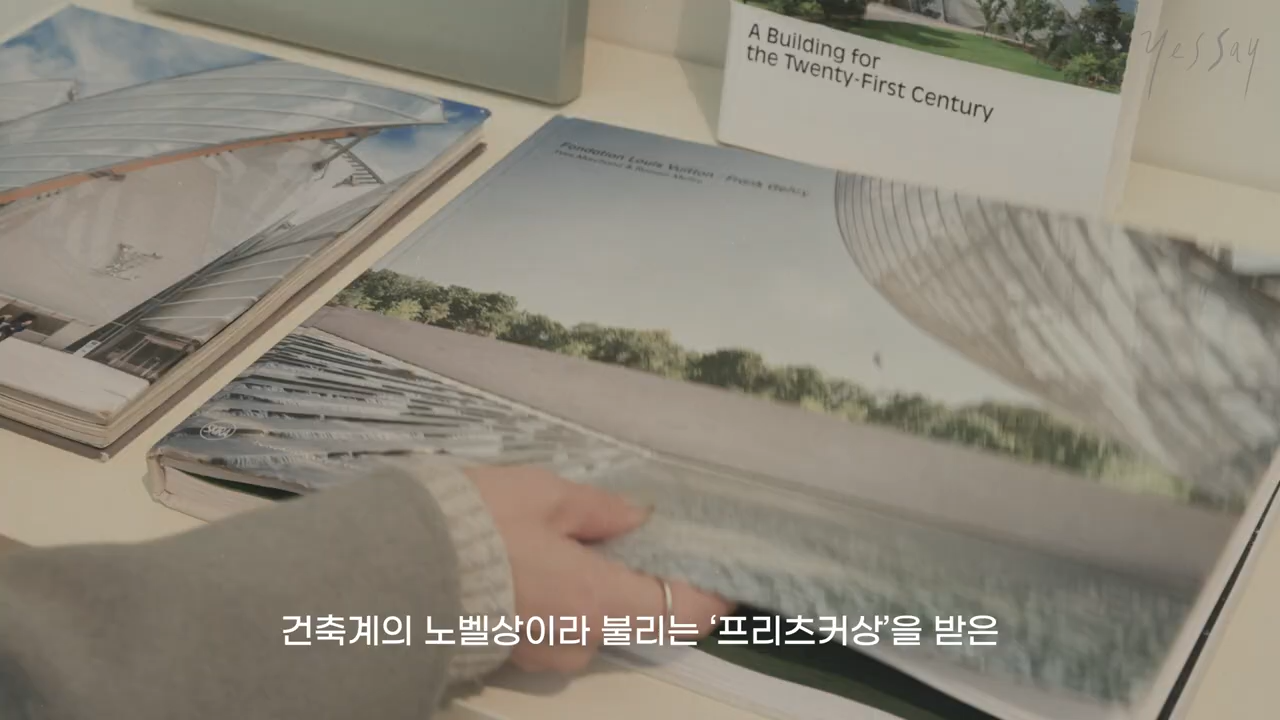 A Building for
the Twenty-First Century
yesSay
Fondation Louis Vuitton - Frank Gehry
건축계의 노벨상이라 불리는 ‘프리츠커상’을 받은